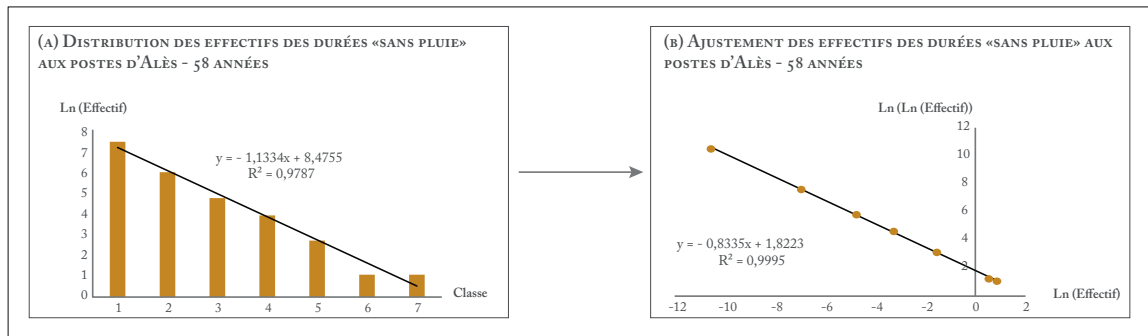 (A) Distribution des effectifs des durées «sans pluie»
aux postes d'Alès - 58 années
Ln (Effectif)
8
7
6
5
4
3
2
1
0
y = - 1,1334x + 8,4755
R² = 0,9787
1 2 3 4 5 6 7
Classe
(B) Ajustement des effectifs des durées «sans pluie» aux
postes d'Alès - 58 années
Ln (Ln (Effectif))
12
10
8
6
4
2
y = -0,8335x + 1,8223
R² = 0,9995
-12 -10 -8 -6 -4 -2 0 2
Ln (Effectif)